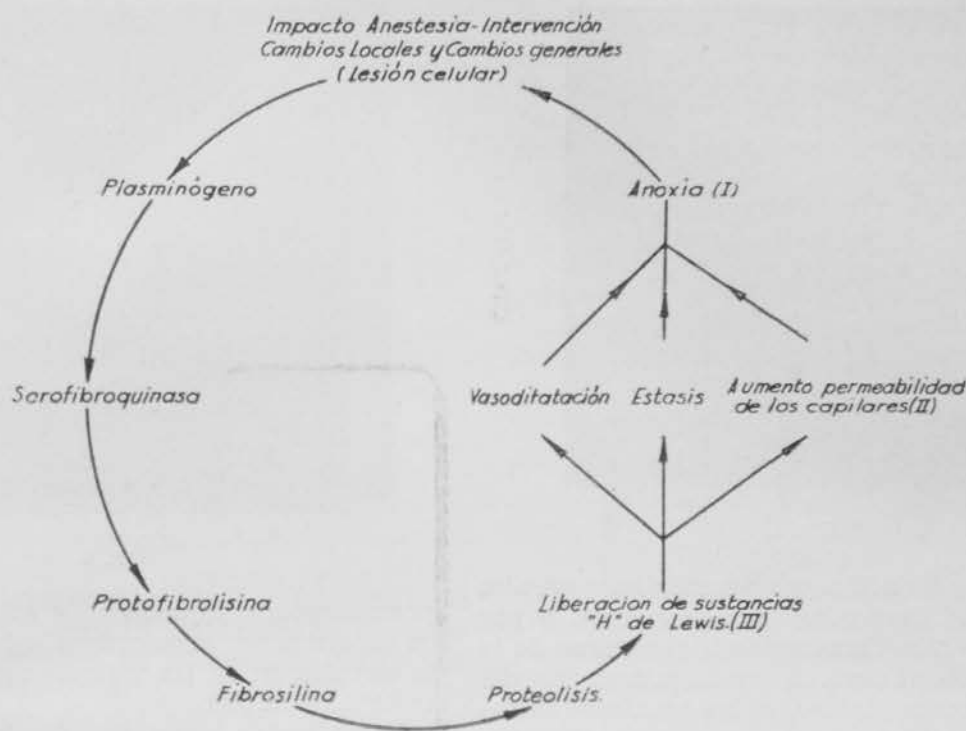 Impacto Anestesia-Intervención
Cambios Locales y Cambios generales
(Lesión celular)
Plasminógeno
Anoxia (I)
Serofibroquinasa
Vasoditatación
Estasis
Aumento permeabilidad
de los capilares(II)
Protofibrolisina
Liberacion de sustancias
"H" de Lewis.(III)
Fibrosilina
Proteolisis.